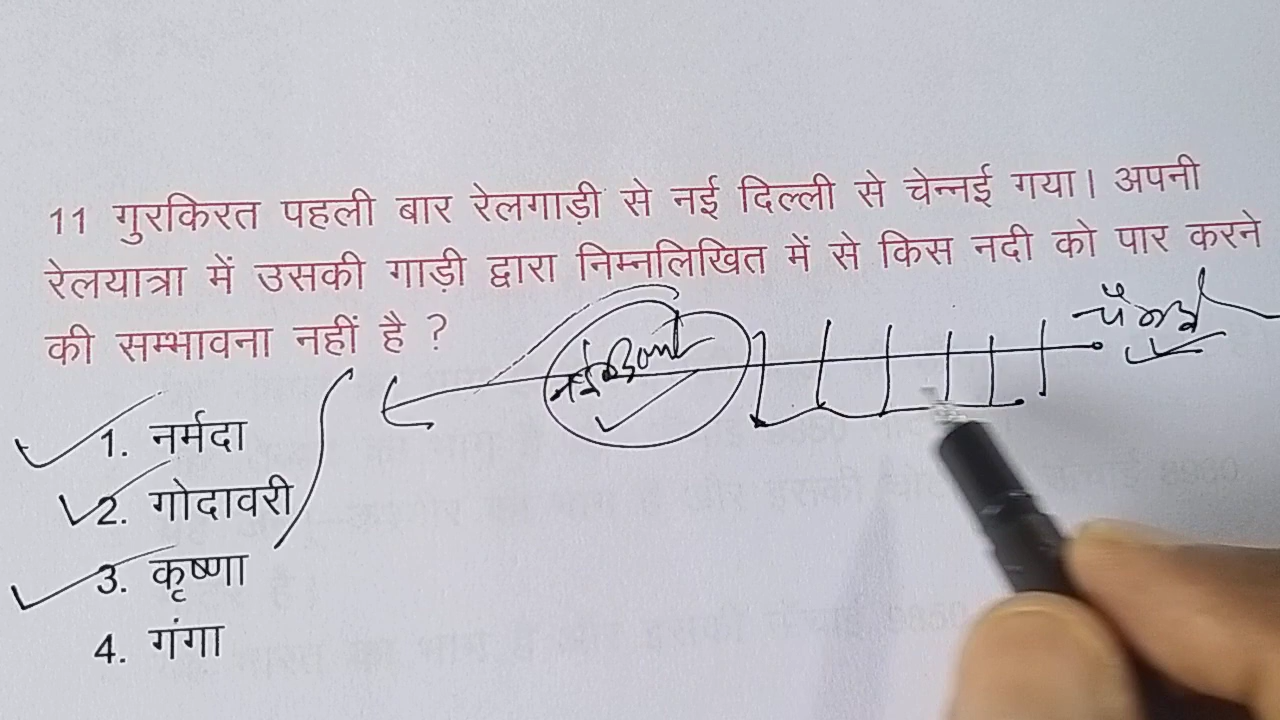 11 गुरकिरत पहली बार रेलगाड़ी से नई दिल्ली से चेन्नई गया। अपनी
रेलयात्रा में उसकी गाड़ी द्वारा निम्नलिखित में से किस नदी को पार करने
की सम्भावना नहीं है ?
1. नर्मदा
2. गोदावरी
3. कृष्णा
4. गंगा